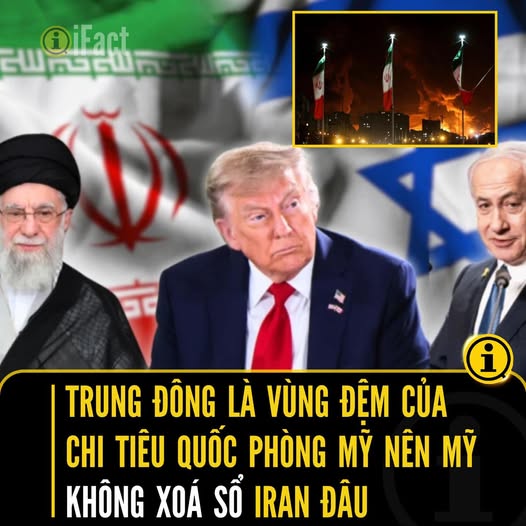 iFact
TRUNG ĐÔNG LÀ VÙNG ĐỆM CỦA
CHI TIÊU QUỐC PHÒNG MỸ NÊN MỸ
KHÔNG XOÁ SỔ IRAN ĐÂU